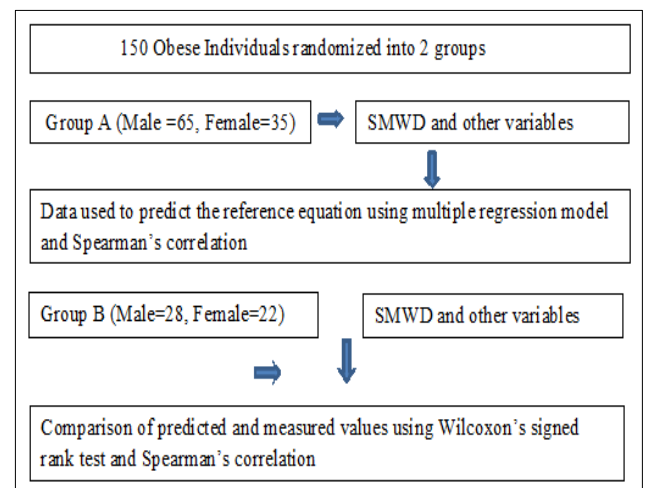 150 Obese Individuals randomized into 2 groups
Group A (Male =65, Female=35)
SMWD and other variables
Data used to predict the reference equation using multiple regression model
and Spearman’s correlation
Group B (Male=28, Female=22)
SMWD and other variables
Comparison of predicted and measured values using Wilcoxon’s signed
rank test and Spearman’s correlation